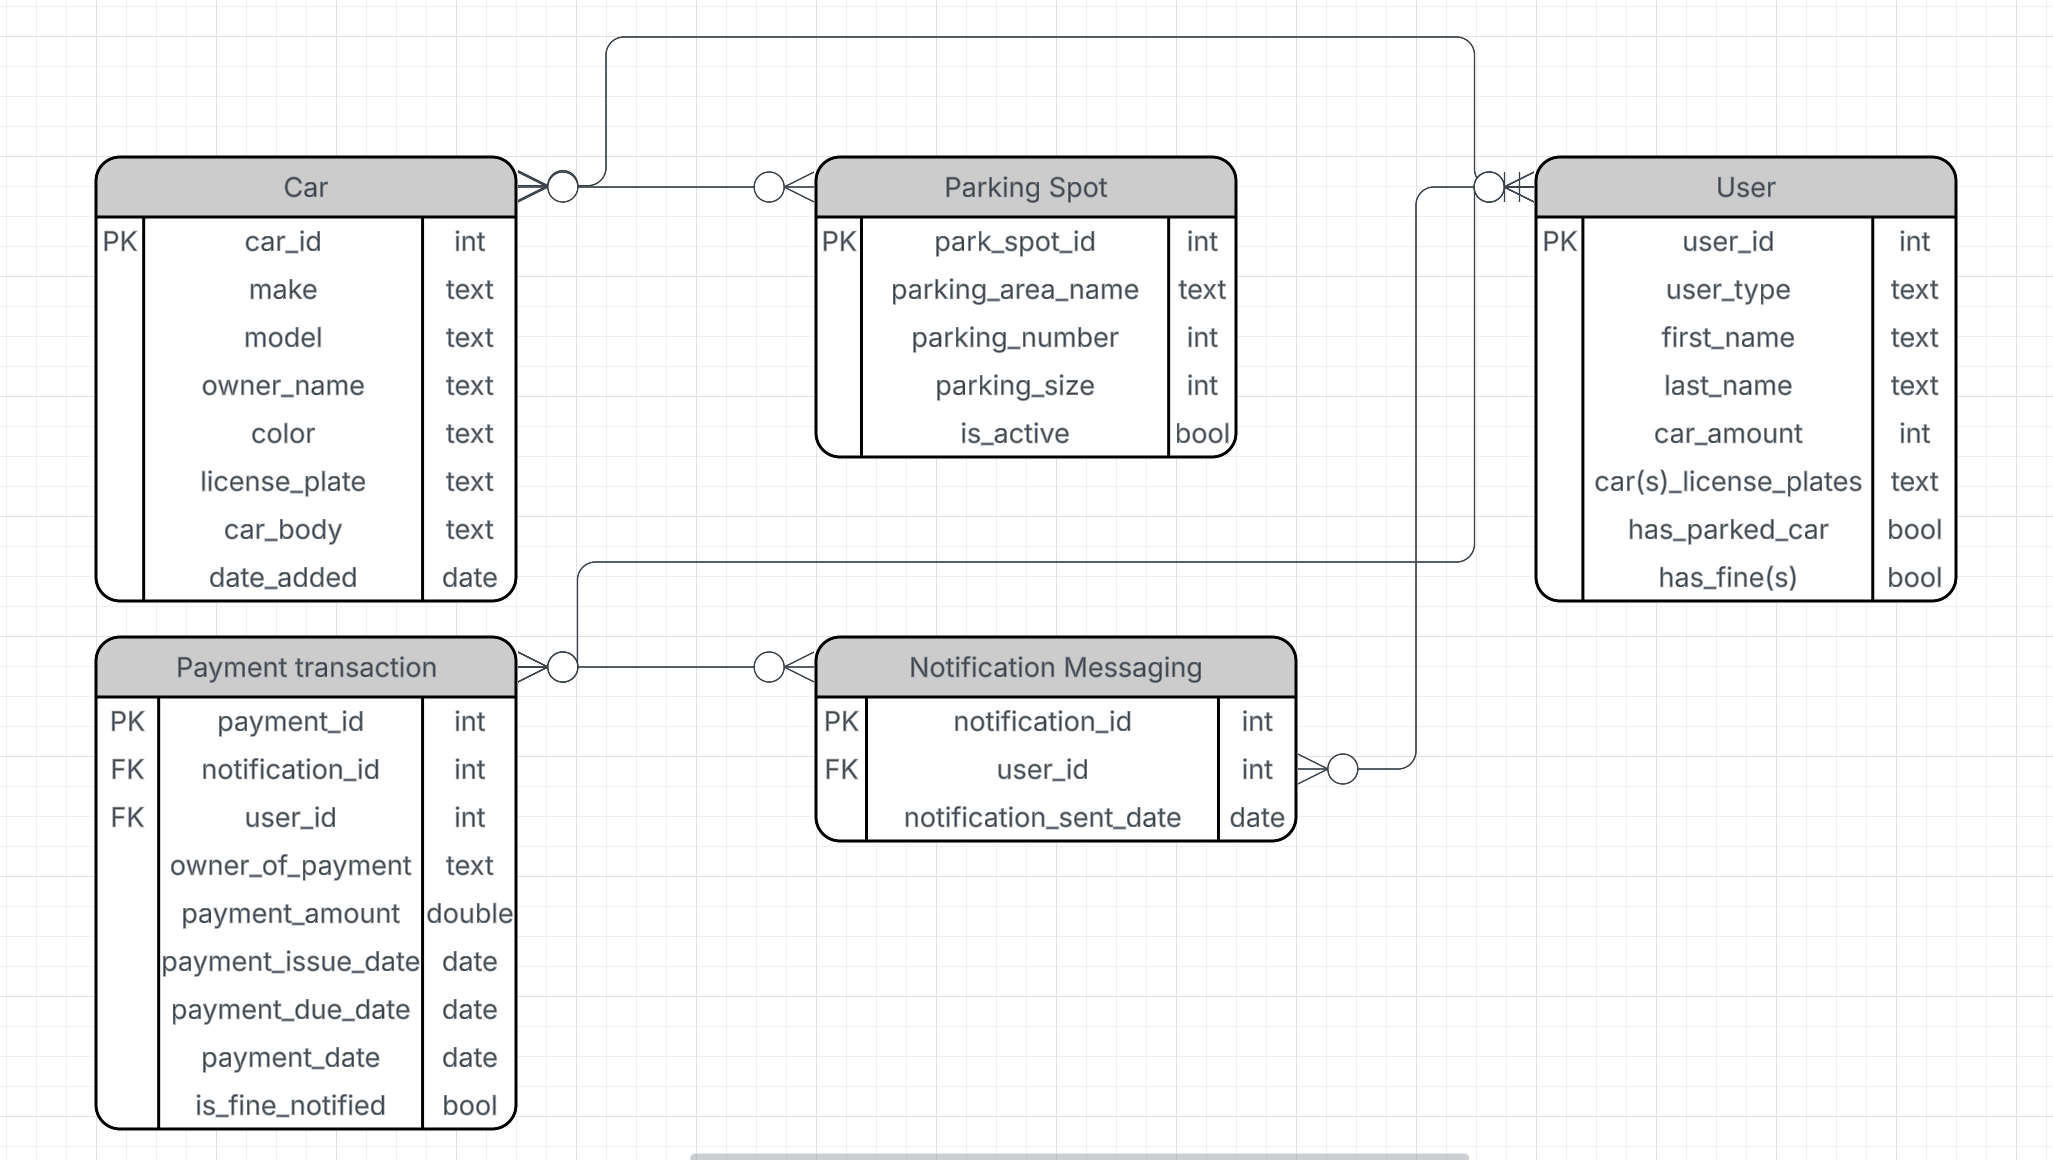 Car
PK car_id int
make text
model text
owner_name text
color text
license_plate text
car_body text
date_added date
Parking Spot
PK park_spot_id int
parking_area_name text
parking_number int
parking_size int
is_active bool
User
PK user_id int
user_type text
first_name text
last_name text
car_amount int
car(s)_license_plates text
has_parked_car bool
has_fine(s) bool
Payment transaction
PK payment_id int
FK notification_id int
FK user_id int
owner_of_payment text
payment_amount double
payment_issue_date date
payment_due_date date
payment_date date
is_fine_notified bool
Notification Messaging
PK notification_id int
FK user_id int
notification_sent_date date